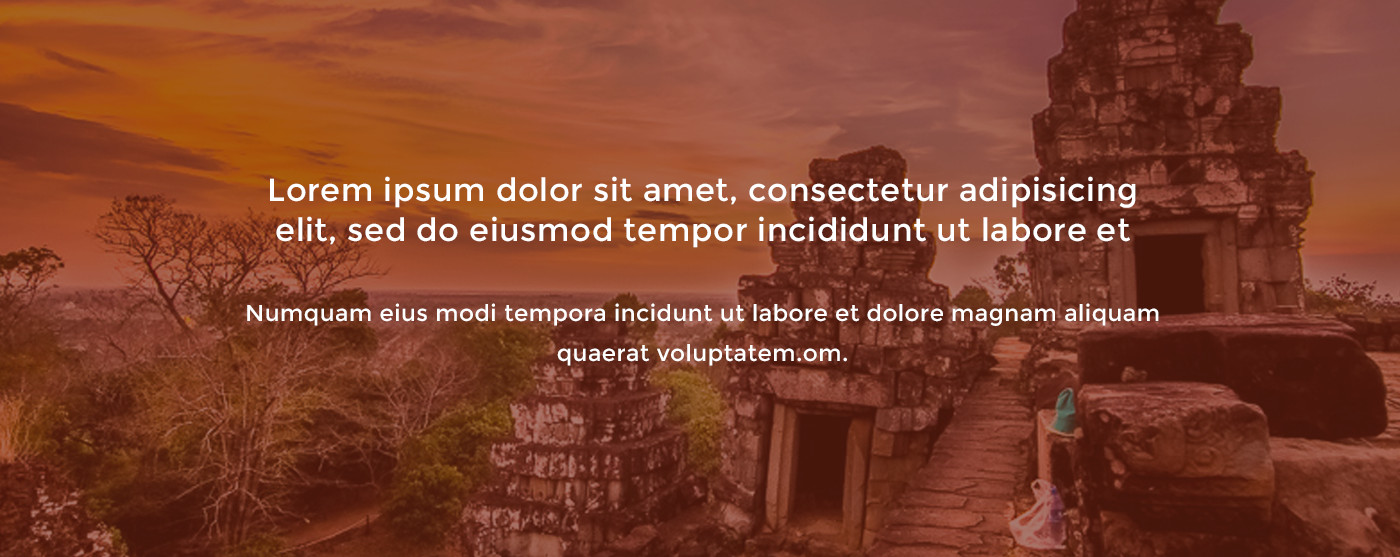 Lorem ipsum dolor sit amet, consectetur adipisicing
elit, sed do eiusmod tempor incididunt ut labore et
Numquam eius modi tempora incidunt ut labore et dolore magnam aliquam
quaerat voluptatem.om.